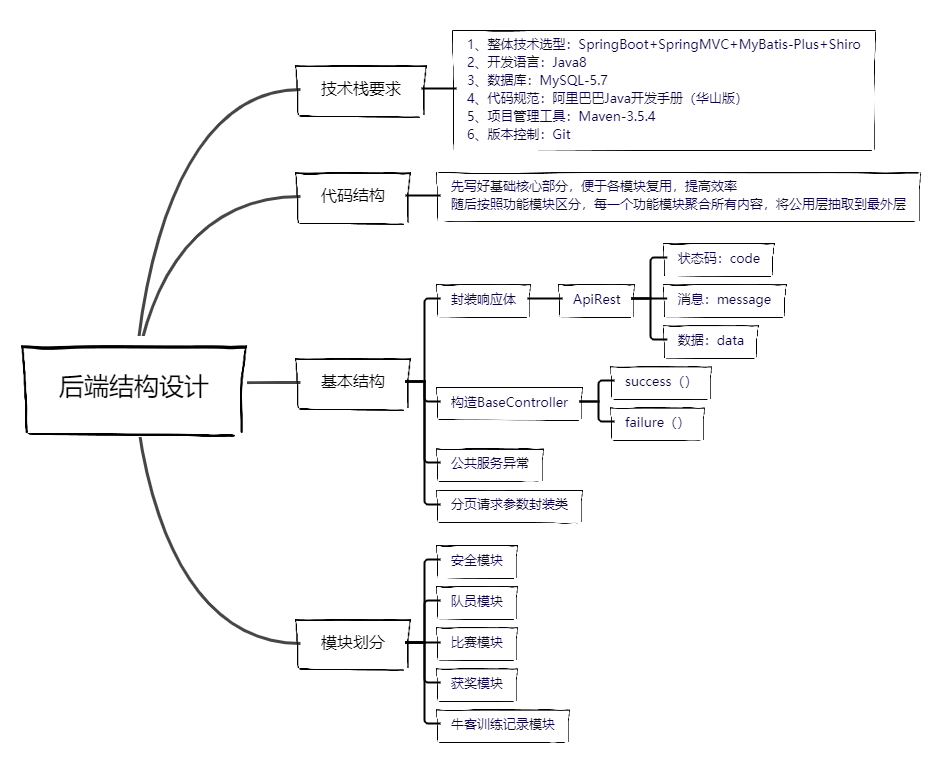 后端结构设计
技术栈要求
1、整体技术选型：SpringBoot+SpringMVC+MyBatis-Plus+Shiro
2、开发语言：Java8
3、数据库：MySQL-5.7
4、代码规范：阿里巴巴Java开发手册（华山版）
5、项目管理工具：Maven-3.5.4
6、版本控制：Git
代码结构
先写好基础核心部分，便于各模块复用，提高效率
随后按照功能模块区分，每一个功能模块聚合所有内容，将公用层抽取到最外层
基本结构
封装响应体
ApiRest
状态码：code
消息：message
数据：data
构造BaseController
success（）
failure（）
公共服务异常
分页请求参数封装类
模块划分
安全模块
队员模块
比赛模块
获奖模块
牛客训练记录模块